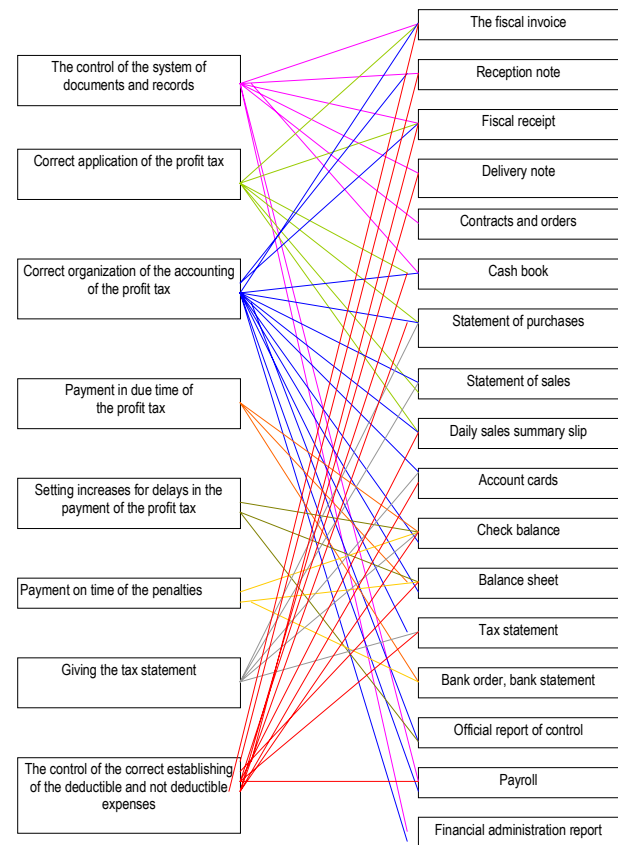 The control of the system of
documents and records
Correct application of the profit tax
Correct organization of the accounting
of the profit tax
Payment in due time of
the profit tax
Setting increases for delays in the
payment of the profit tax
Payment on time of the penalties
Giving the tax statement
The control of the correct establishing
of the deductible and not deductible
expenses
The fiscal invoice
Reception note
Fiscal receipt
Delivery note
Contracts and orders
Cash book
Statement of purchases
Statement of sales
Daily sales summary slip
Account cards
Check balance
Balance sheet
Tax statement
Bank order, bank statement
Official report of control
Payroll
Financial administration report